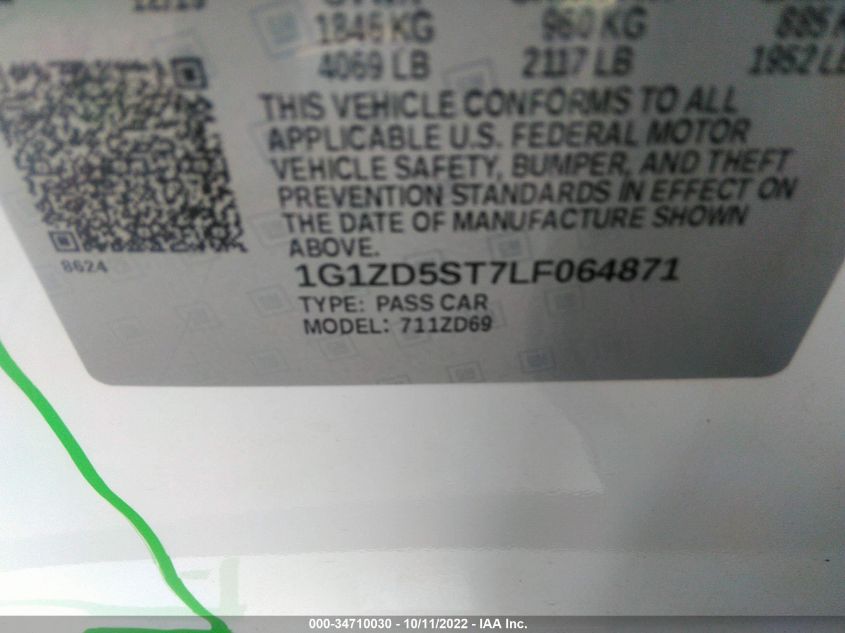 1846 KG 960 KG
4069 LB 2117 LB
THIS VEHICLE CONFORMS TO ALL
APPLICABLE U.S. FEDERAL MOTOR
VEHICLE SAFETY, BUMPER, AND THEFT
PREVENTION STANDARDS IN EFFECT ON
THE DATE OF MANUFACTURE SHOWN
ABOVE.
8624
1G1ZD5ST7LF064871
TYPE: PASS CAR
MODEL: 711ZD69
000-34710030 - 10/11/2022 - IAA Inc.